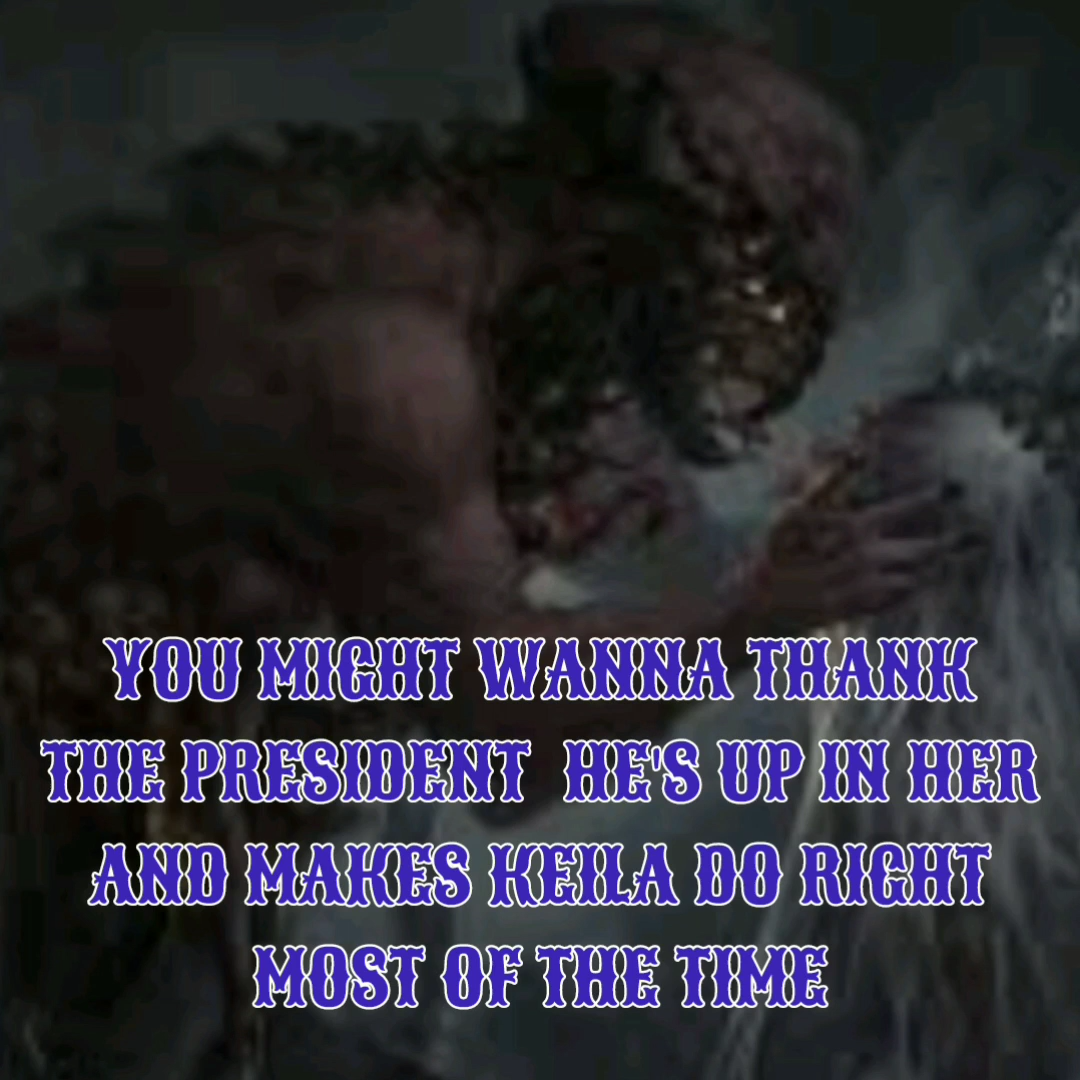 YOU MIGHT WANNA THANK
THE PRESIDENT HE'S UP IN HER
AND MAKES KEILA DO RIGHT
MOST OF THE TIME